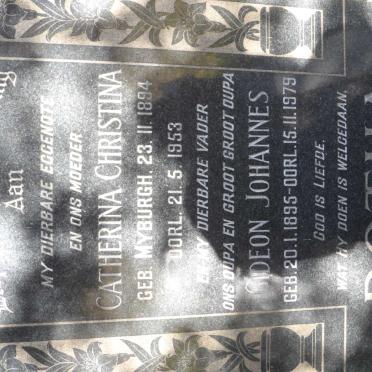 Aan
MY DIERBARE EGGENOTE
EN ONS MOEDER
CATHERINA CHRISTINA
GEB. MYBURGH. 23. 11. 1894
OORL. 21. 5. 1953
EN MY DIERBARE VADER
ONS OUPA EN GROOT GROOT OUPA
GIDEON JOHANNES
GEB. 20.1.1895-OORL. 15.11.1979
GOD IS LIEFDE.
WAT HY DOEN IS WELGEDAAN.